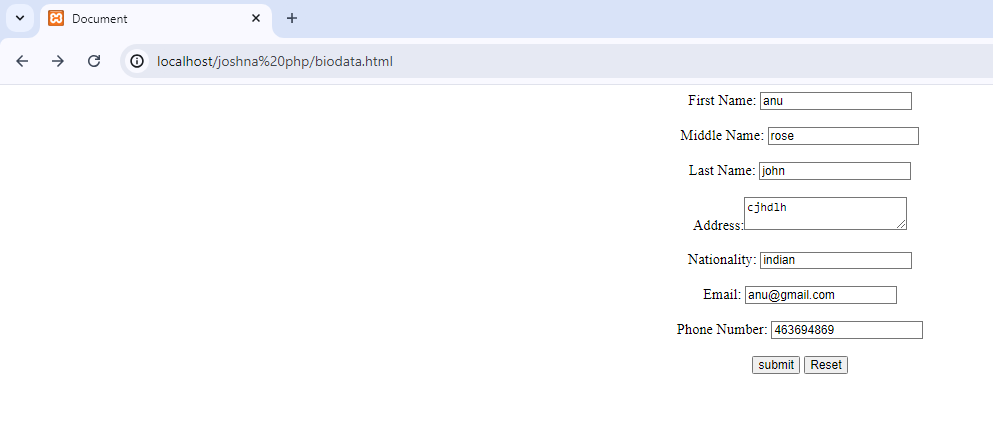 Document
localhost/joshna%20php/biodata.html
First Name: anu
Middle Name: rose
Last Name: john
Address: cjhdlh
Nationality: indian
Email: anu@gmail.com
Phone Number: 463694869
submit Reset